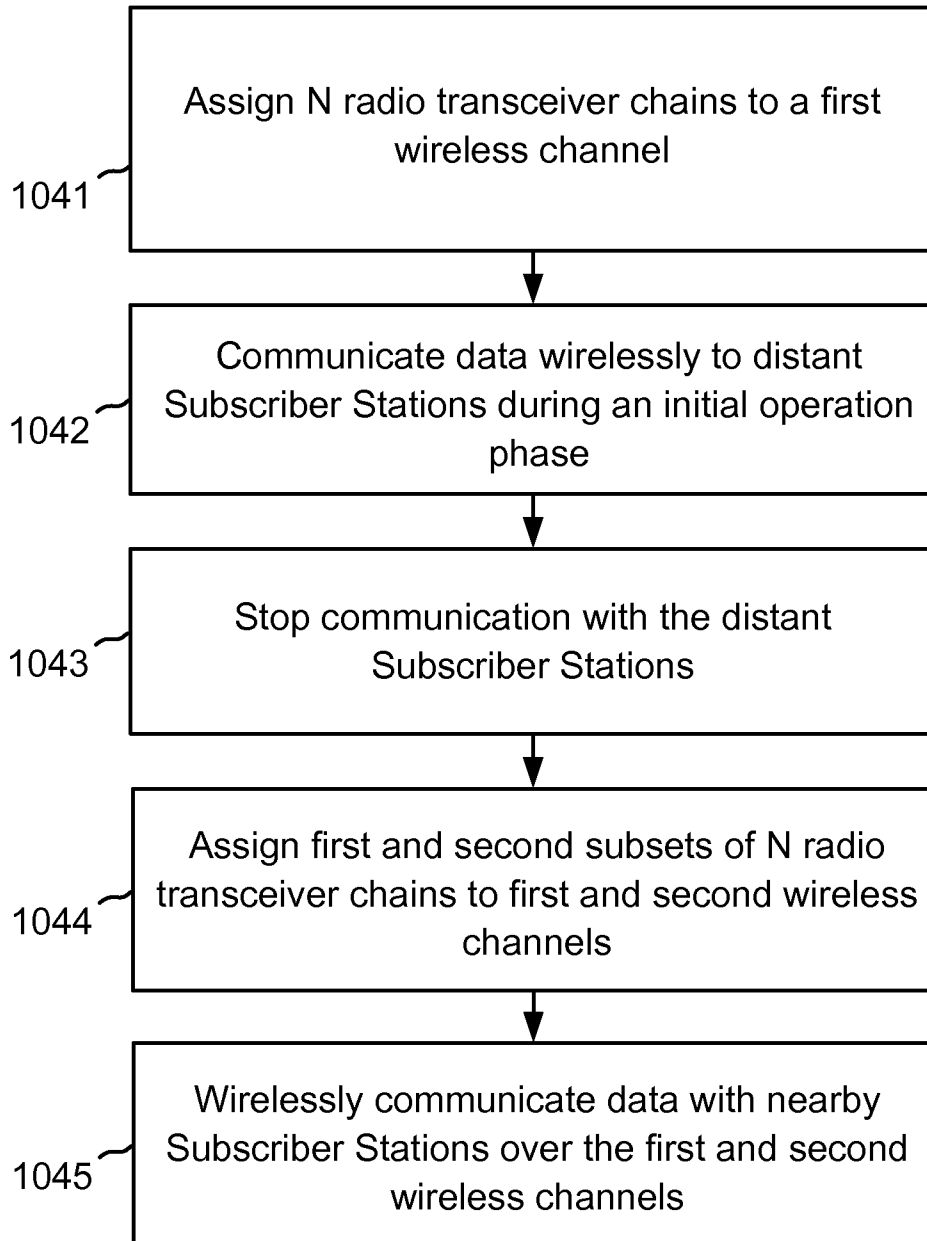 Assign N radio transceiver chains to a first
wireless channel
1041
Communicate data wirelessly to distant
Subscriber Stations during an initial operation
phase
1042
Stop communication with the distant
Subscriber Stations
1043
Assign first and second subsets of N radio
transceiver chains to first and second wireless
channels
1044
Wirelessly communicate data with nearby
Subscriber Stations over the first and second
wireless channels
1045